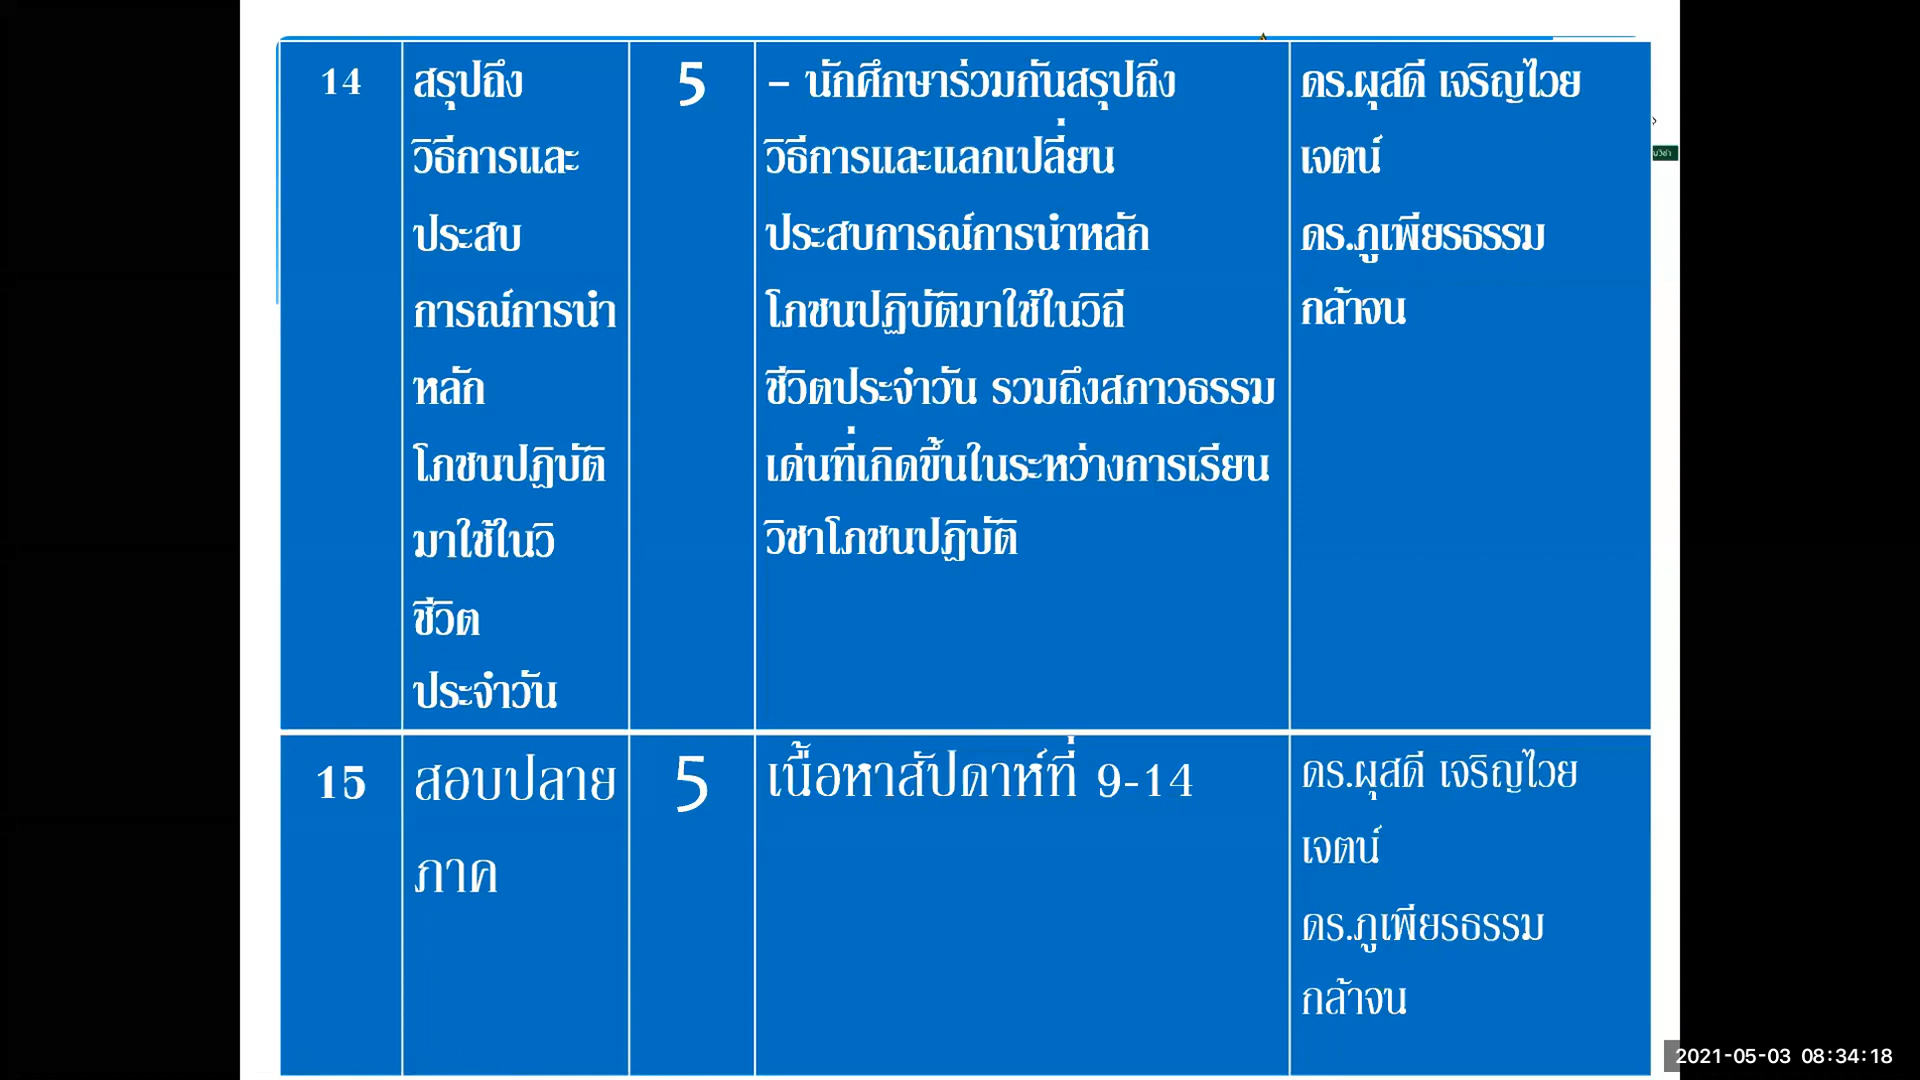 14
สรุปถึง
วิธีการและ
ประสบ
การณ์การนำ
หลัก
โภชนปฏิบัติ
มาใช้ในวิ
ชีวิต
ประจำวัน
5
– นักศึกษาร่วมกันสรุปถึง
วิธีการและแลกเปลี่ยน
ประสบการณ์การนำหลัก
โภชนปฏิบัติมาใช้ในวิถี
ชีวิตประจำวัน รวมถึงสภาวธรรม
เด่นที่เกิดขึ้นในระหว่างการเรียน
วิชาโภชนปฏิบัติ
ดร.ผุสดี เจริญไวย
เจตน์
ดร.ภูเพียรธรรม
กล้าจน
15
สอบปลาย
ภาค
5
เนื้อหาสัปดาห์ที่ 9-14
ดร.ผุสดี เจริญไวย
เจตน์
ดร.ภูเพียรธรรม
กล้าจน
2021-05-03 08:34:18